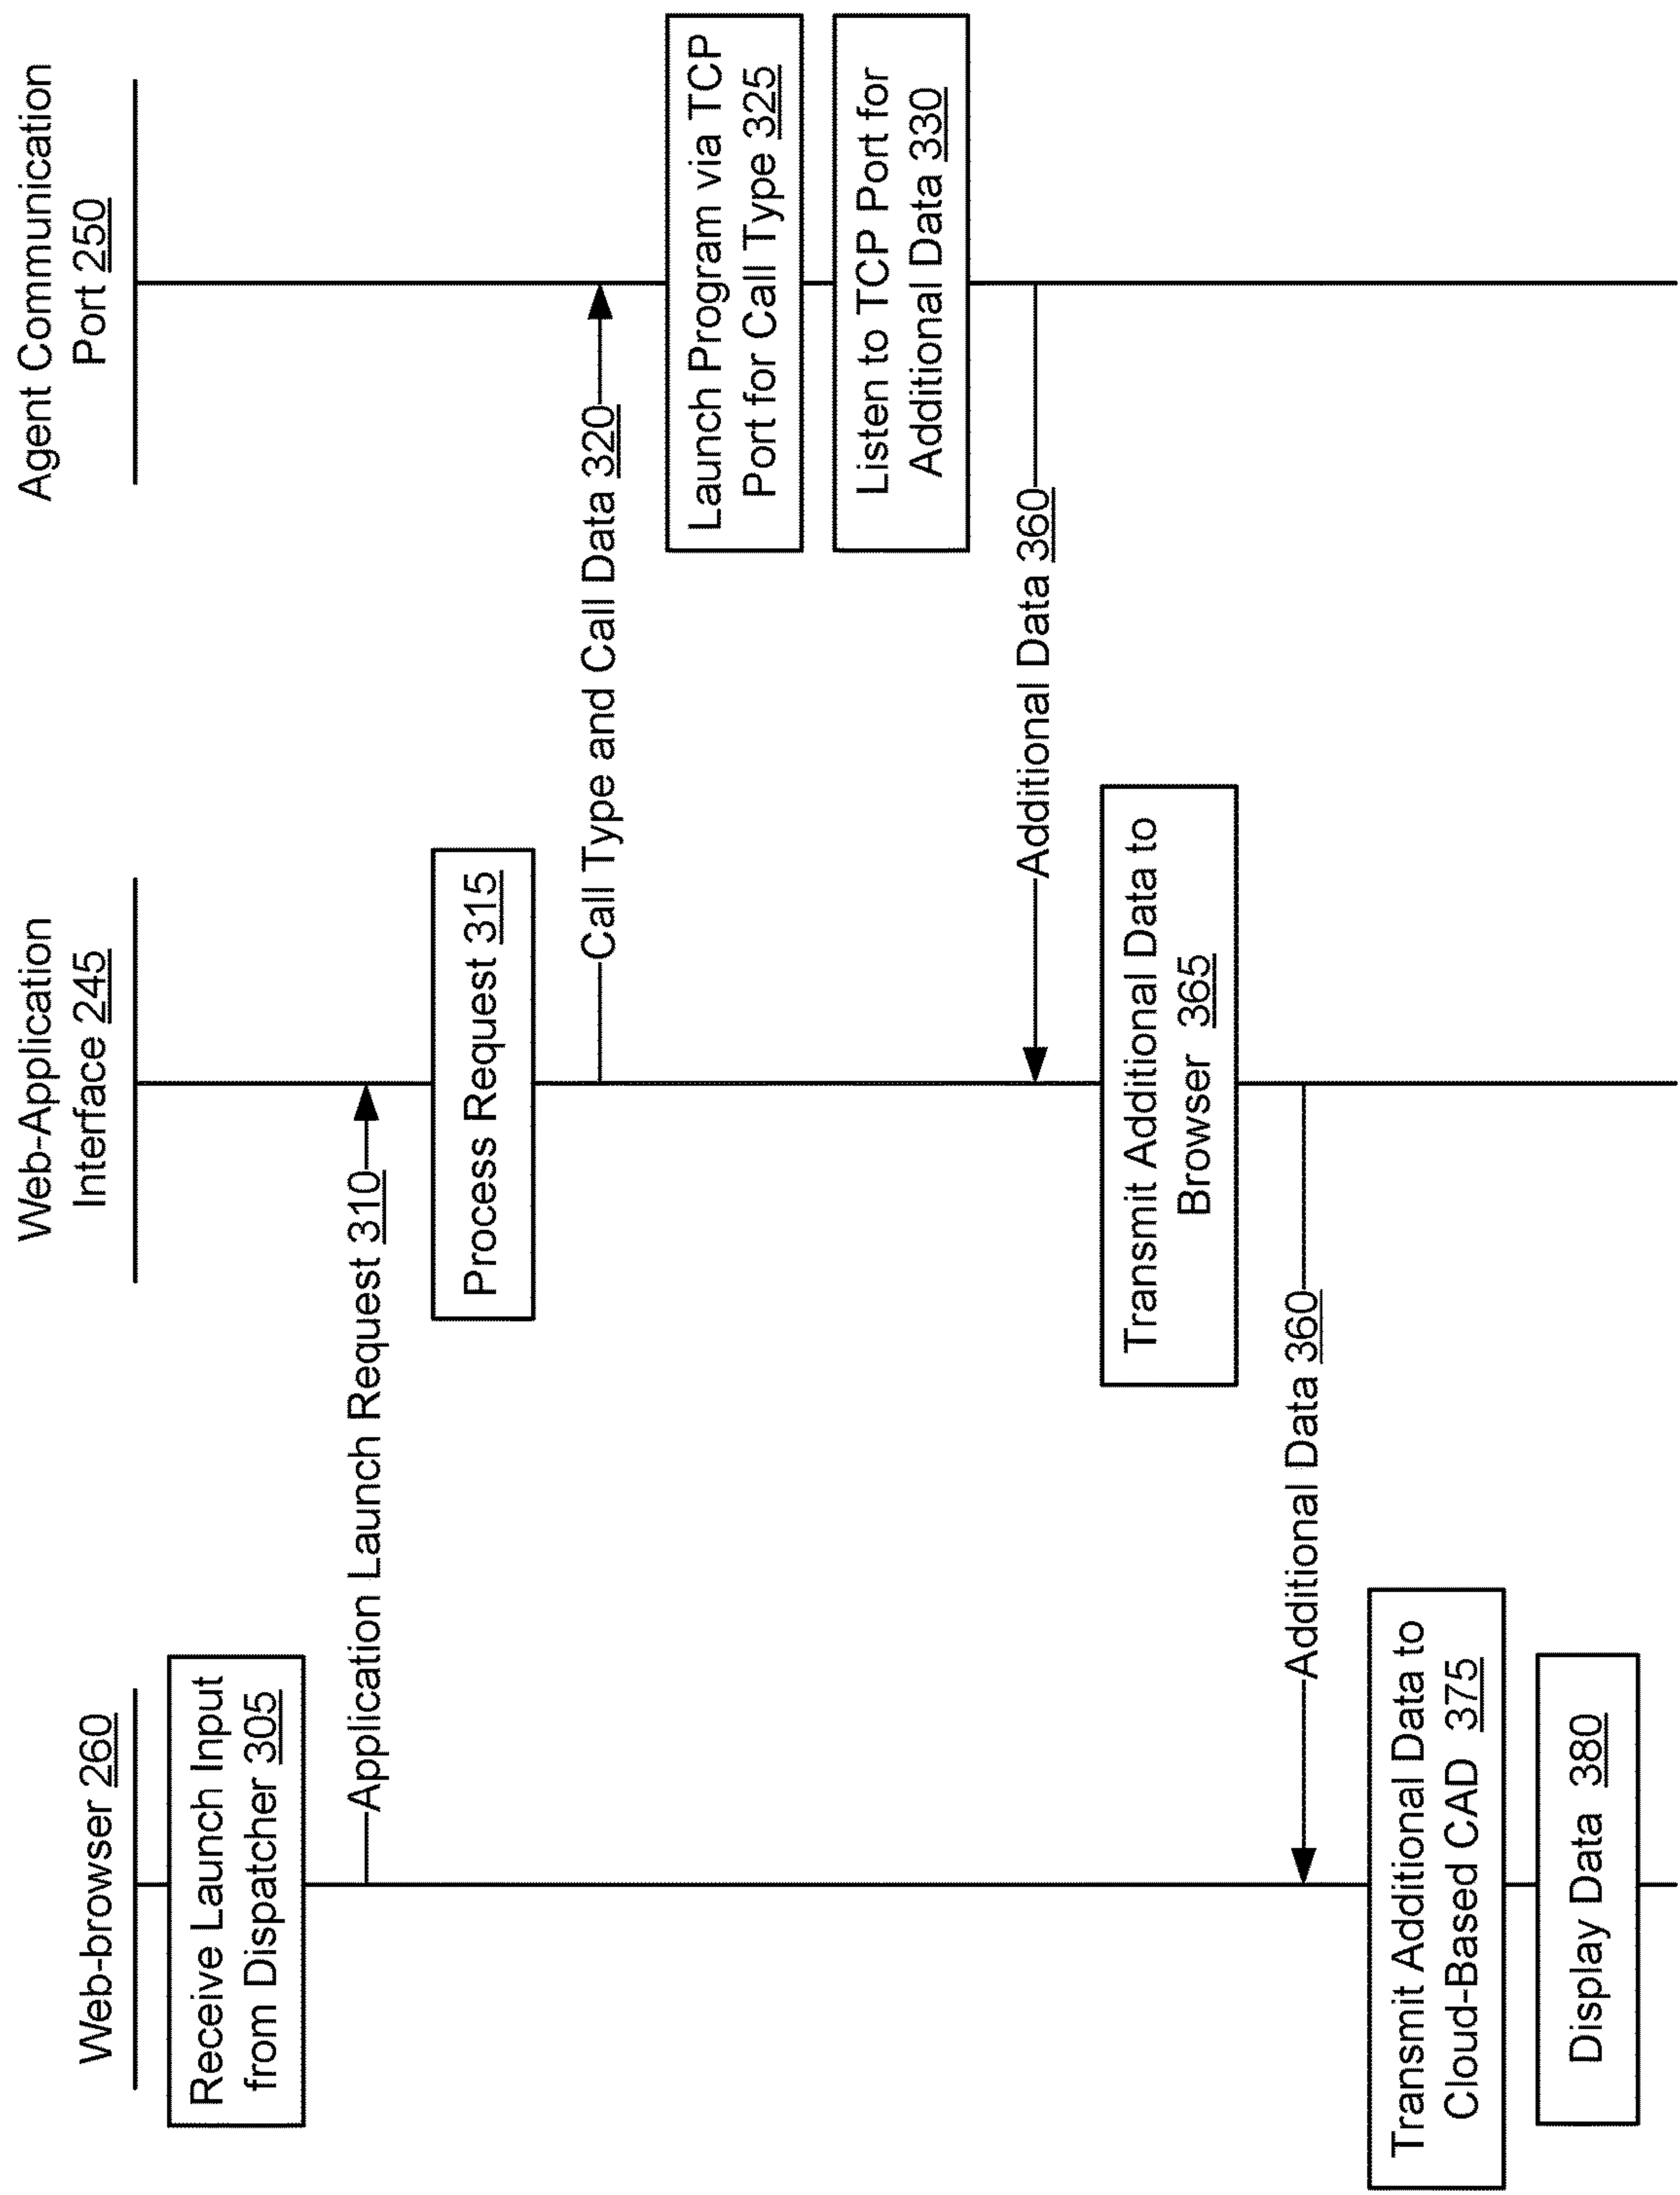 Web-browser 260
Web-Application
Interface 245
Agent Communication
Port 250
Receive Launch Input
from Dispatcher 305
Application Launch Request 310
Process Request 315
Call Type and Call Data 320
Launch Program via TCP
Port for Call Type 325
Listen to TCP Port for
Additional Data 330
Additional Data 360
Transmit Additional Data to
Browser 365
Additional Data 360
Transmit Additional Data to
Cloud-Based CAD 375
Display Data 380